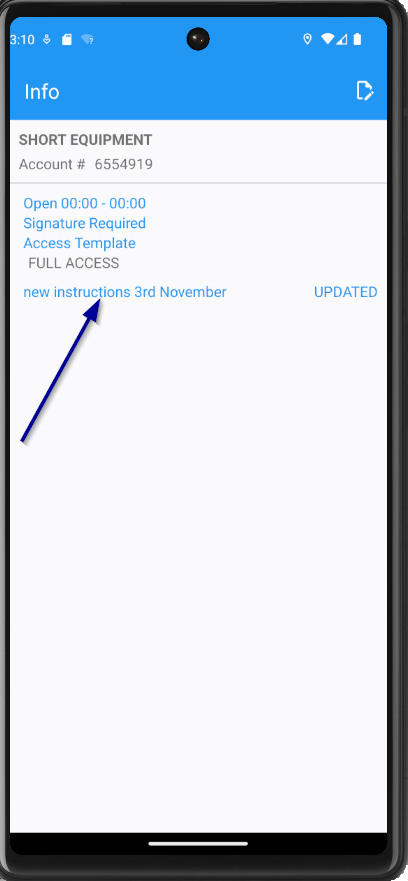 3:10
Info
SHORT EQUIPMENT
Account # 6554919
Open 00:00 - 00:00
Signature Required
Access Template
FULL ACCESS
new instructions 3rd November UPDATED